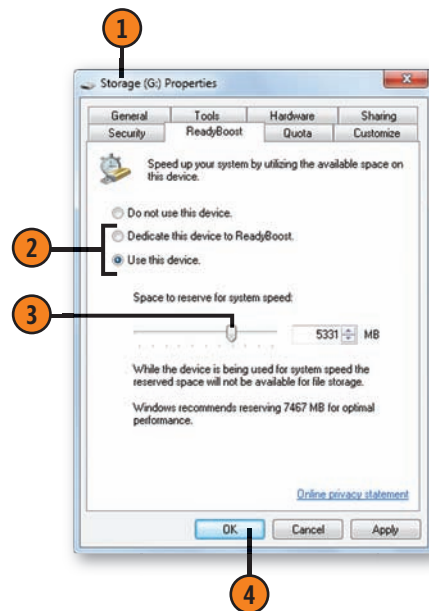 1
Storage (G:) Properties
General Tools Hardware Sharing
Security ReadyBoost Quota Customize
Speed up your system by utilizing the available space on
this device.
Do not use this device.
2
Dedicate this device to ReadyBoost.
Use this device.
Space to reserve for system speed:
3
5331 MB
While the device is being used for system speed the
reserved space will not be available for file storage.
Windows recommends reserving 7467 MB for optimal
performance.
Online privacy statement
OK Cancel Apply
4